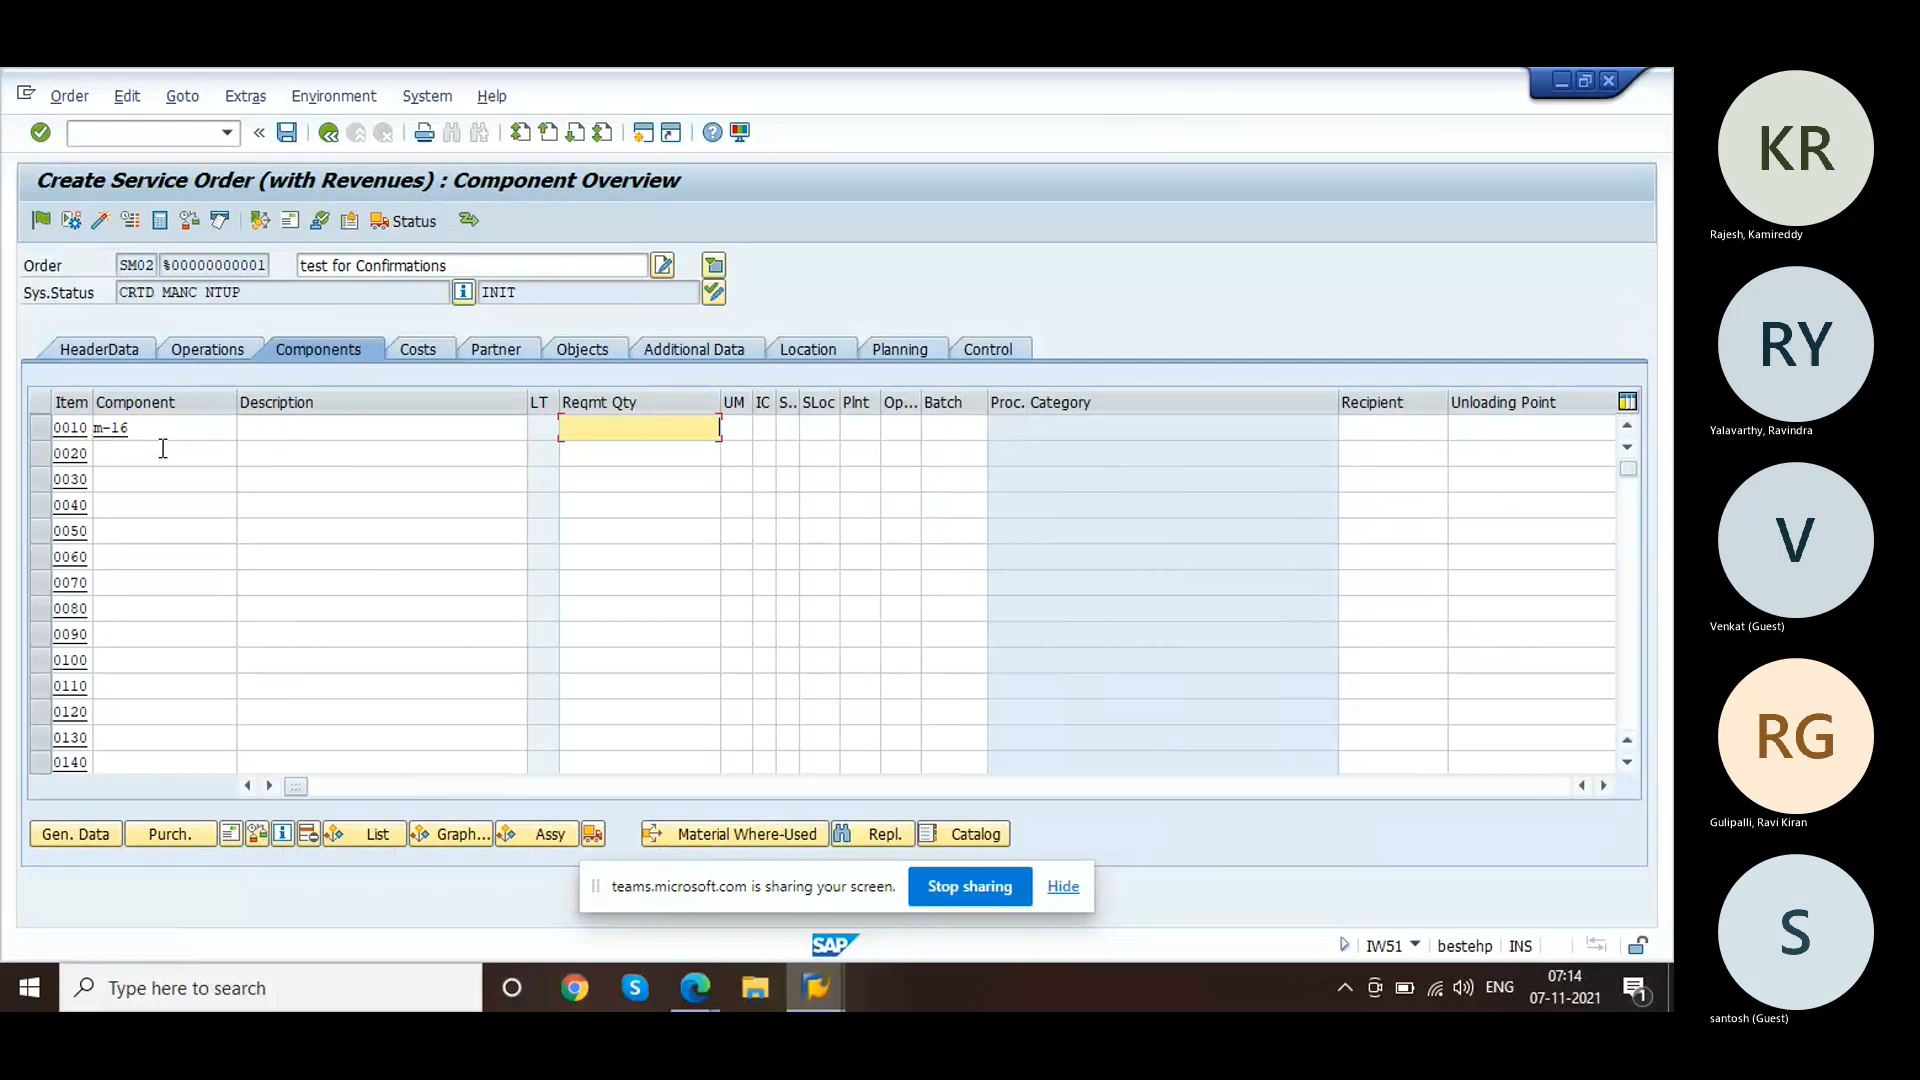 Order Edit Goto Extras Environment System Help
Create Service Order (with Revenues) : Component Overview
Status
Order SM02 %00000000001 test for Confirmations
Sys.Status CRTD MANC NTUP INIT
HeaderData Operations Components Costs Partner Objects Additional Data Location Planning Control
Item Component Description LT Reqmt Qty UM IC S.. SLoc Plnt Op... Batch Proc. Category Recipient Unloading Point
0010 m-16
0020
0030
0040
0050
0060
0070
0080
0090
0100
0110
0120
0130
0140
Gen. Data Purch. List Graph... Assy Material Where-Used Repl. Catalog
teams.microsoft.com is sharing your screen. Stop sharing Hide
SAP
IW51 bestehp INS
Type here to search
ENG
07:14
07-11-2021
1
KR
Rajesh, Kamireddy
RY
Yalavarthy, Ravindra
V
Venkat (Guest)
RG
Gulipalli, Ravi Kiran
S
santosh (Guest)